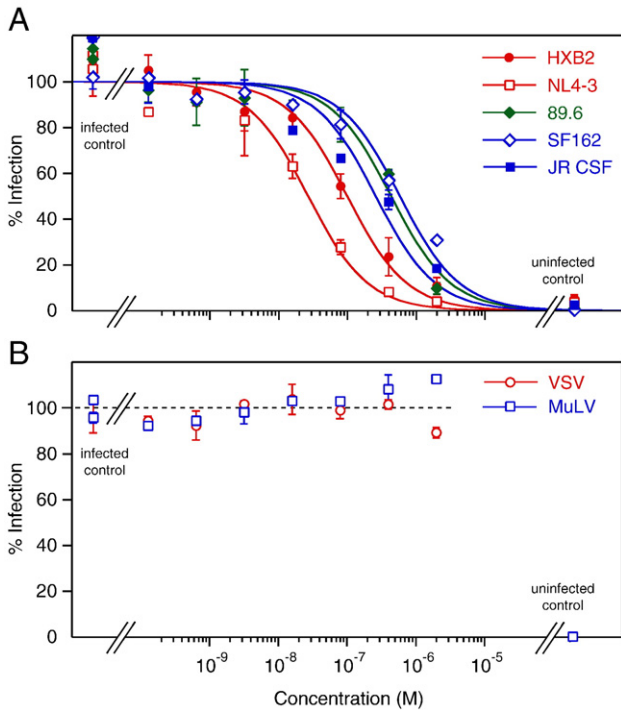 A
% Infection
100
80
60
40
20
0
infected
control
HXB2
NL4-3
89.6
SF162
JR CSF
uninfected
control
B
% Infection
100
80
60
40
20
0
infected
control
VSV
MuLV
uninfected
control
10-9
10-8
10-7
10-6
10-5
Concentration (M)